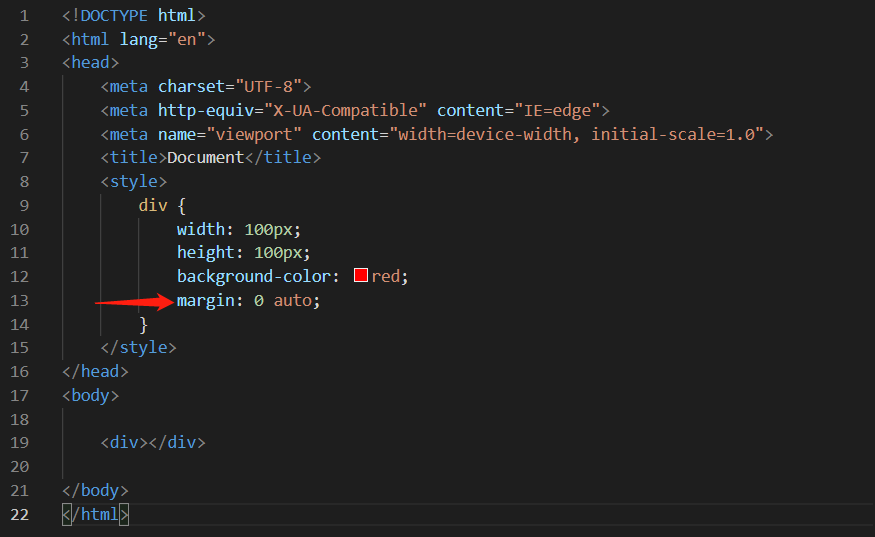 1 <!DOCTYPE html>
2 <html lang="en">
3 <head>
4 <meta charset="UTF-8">
5 <meta http-equiv="X-UA-Compatible" content="IE=edge">
6 <meta name="viewport" content="width=device-width, initial-scale=1.0">
7 <title>Document</title>
8 <style>
9 div {
10 width: 100px;
11 height: 100px;
12 background-color: red;
13 margin: 0 auto;
14 }
15 </style>
16 </head>
17 <body>
18
19 <div></div>
20
21 </body>
22 </html>